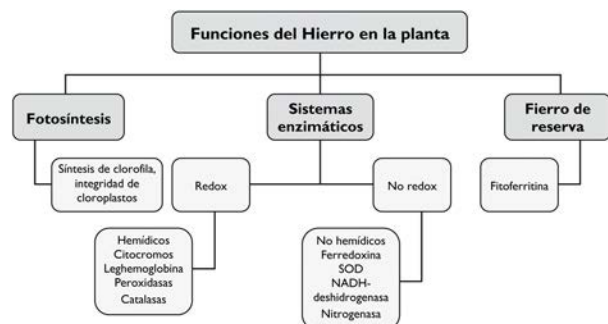 Funciones del Hierro en la planta
Fotosíntesis
Sistemas
enzimáticos
Fierro de
reserva
Síntesis de clorofila,
integridad de
cloroplastos
Redox
No redox
Fitoferritina
Hemídicos
Citocromos
Leghemoglobina
Peroxidasas
Catalasas
No hemídicos
Ferredoxina
SOD
NADH-
deshidrogenasa
Nitrogenasa